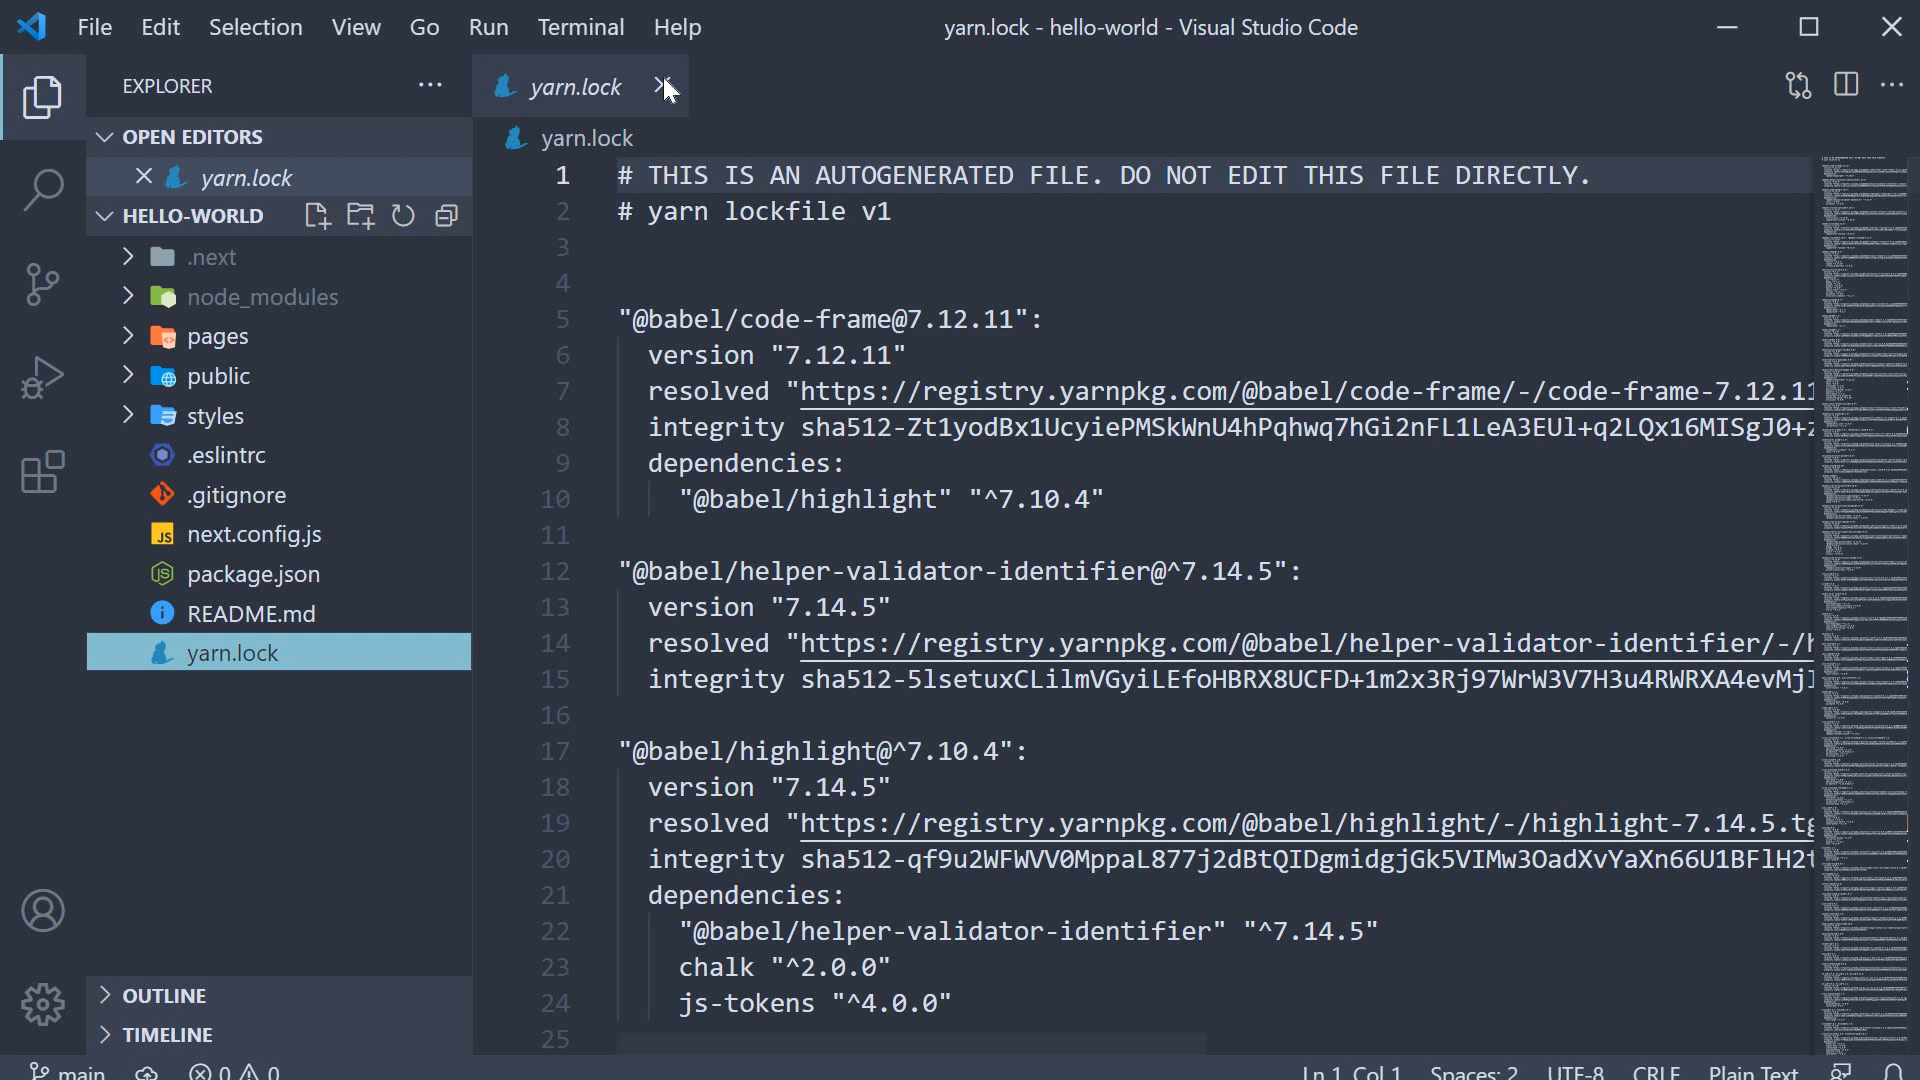 File Edit Selection View Go Run Terminal Help
yarn.lock - hello-world - Visual Studio Code
EXPLORER
OPEN EDITORS
yarn.lock
HELLO-WORLD
.next
node_modules
pages
public
styles
.eslintrc
.gitignore
next.config.js
package.json
README.md
yarn.lock
OUTLINE
TIMELINE
yarn.lock
yarn.lock
1 # THIS IS AN AUTOGENERATED FILE. DO NOT EDIT THIS FILE DIRECTLY.
2 # yarn lockfile v1
3
4
5 "@babel/code-frame@7.12.11":
6 version "7.12.11"
7 resolved "https://registry.yarnpkg.com/@babel/code-frame/-/code-frame-7.12.11
8 integrity sha512-Zt1yodBx1UcyiePMSkWnU4hPqhwq7hGi2nFL1LeA3EUl+q2LQx16MISgJ0+z
9 dependencies:
10 "@babel/highlight" "^7.10.4"
11
12 "@babel/helper-validator-identifier@^7.14.5":
13 version "7.14.5"
14 resolved "https://registry.yarnpkg.com/@babel/helper-validator-identifier/-/h
15 integrity sha512-5lsetuxCLilmVGyiLEfoHBRX8UCFD+1m2x3Rj97WrW3V7H3u4RWRXA4evMjI
16
17 "@babel/highlight@^7.10.4":
18 version "7.14.5"
19 resolved "https://registry.yarnpkg.com/@babel/highlight/-/highlight-7.14.5.tg
20 integrity sha512-qf9u2WFWVV0MppaL877j2dBtQIDgmidgjGk5VIMw3OadXvYaXn66U1BFlH2t
21 dependencies:
22 "@babel/helper-validator-identifier" "^7.14.5"
23 chalk "^2.0.0"
24 js-tokens "^4.0.0"
25
main 0 0
Ln 1, Col 1 Spaces: 2 UTF-8 CRLF Plain Text